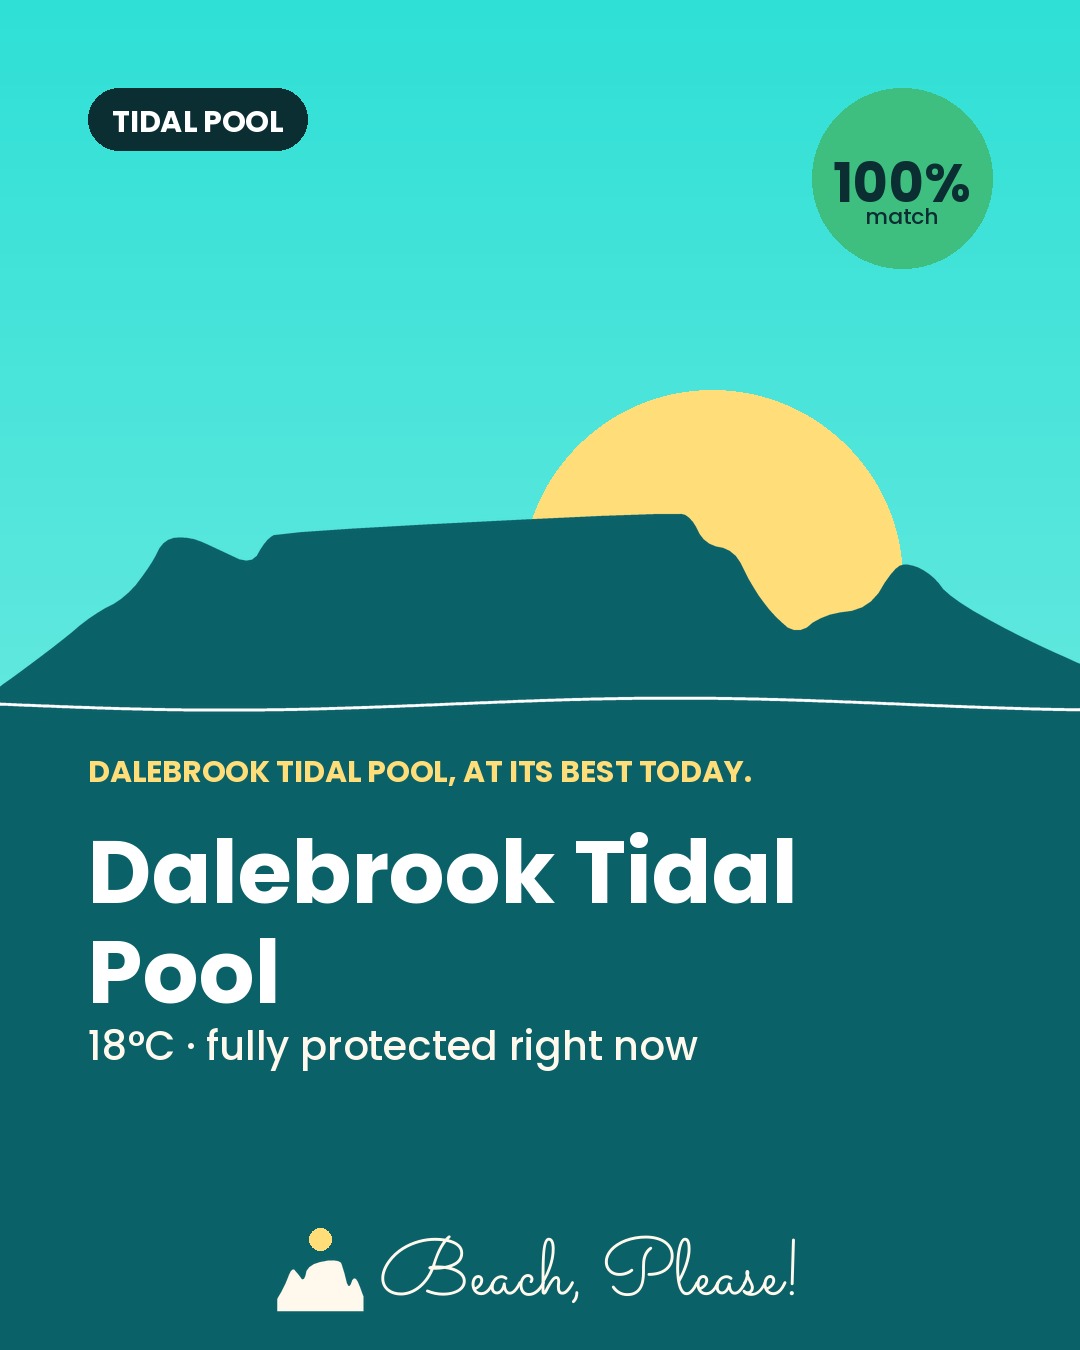 TIDAL POOL
100%
match
DALEBROOK TIDAL POOL, AT ITS BEST TODAY.
Dalebrook Tidal
Pool
18°C · fully protected right now
Beach, Please!